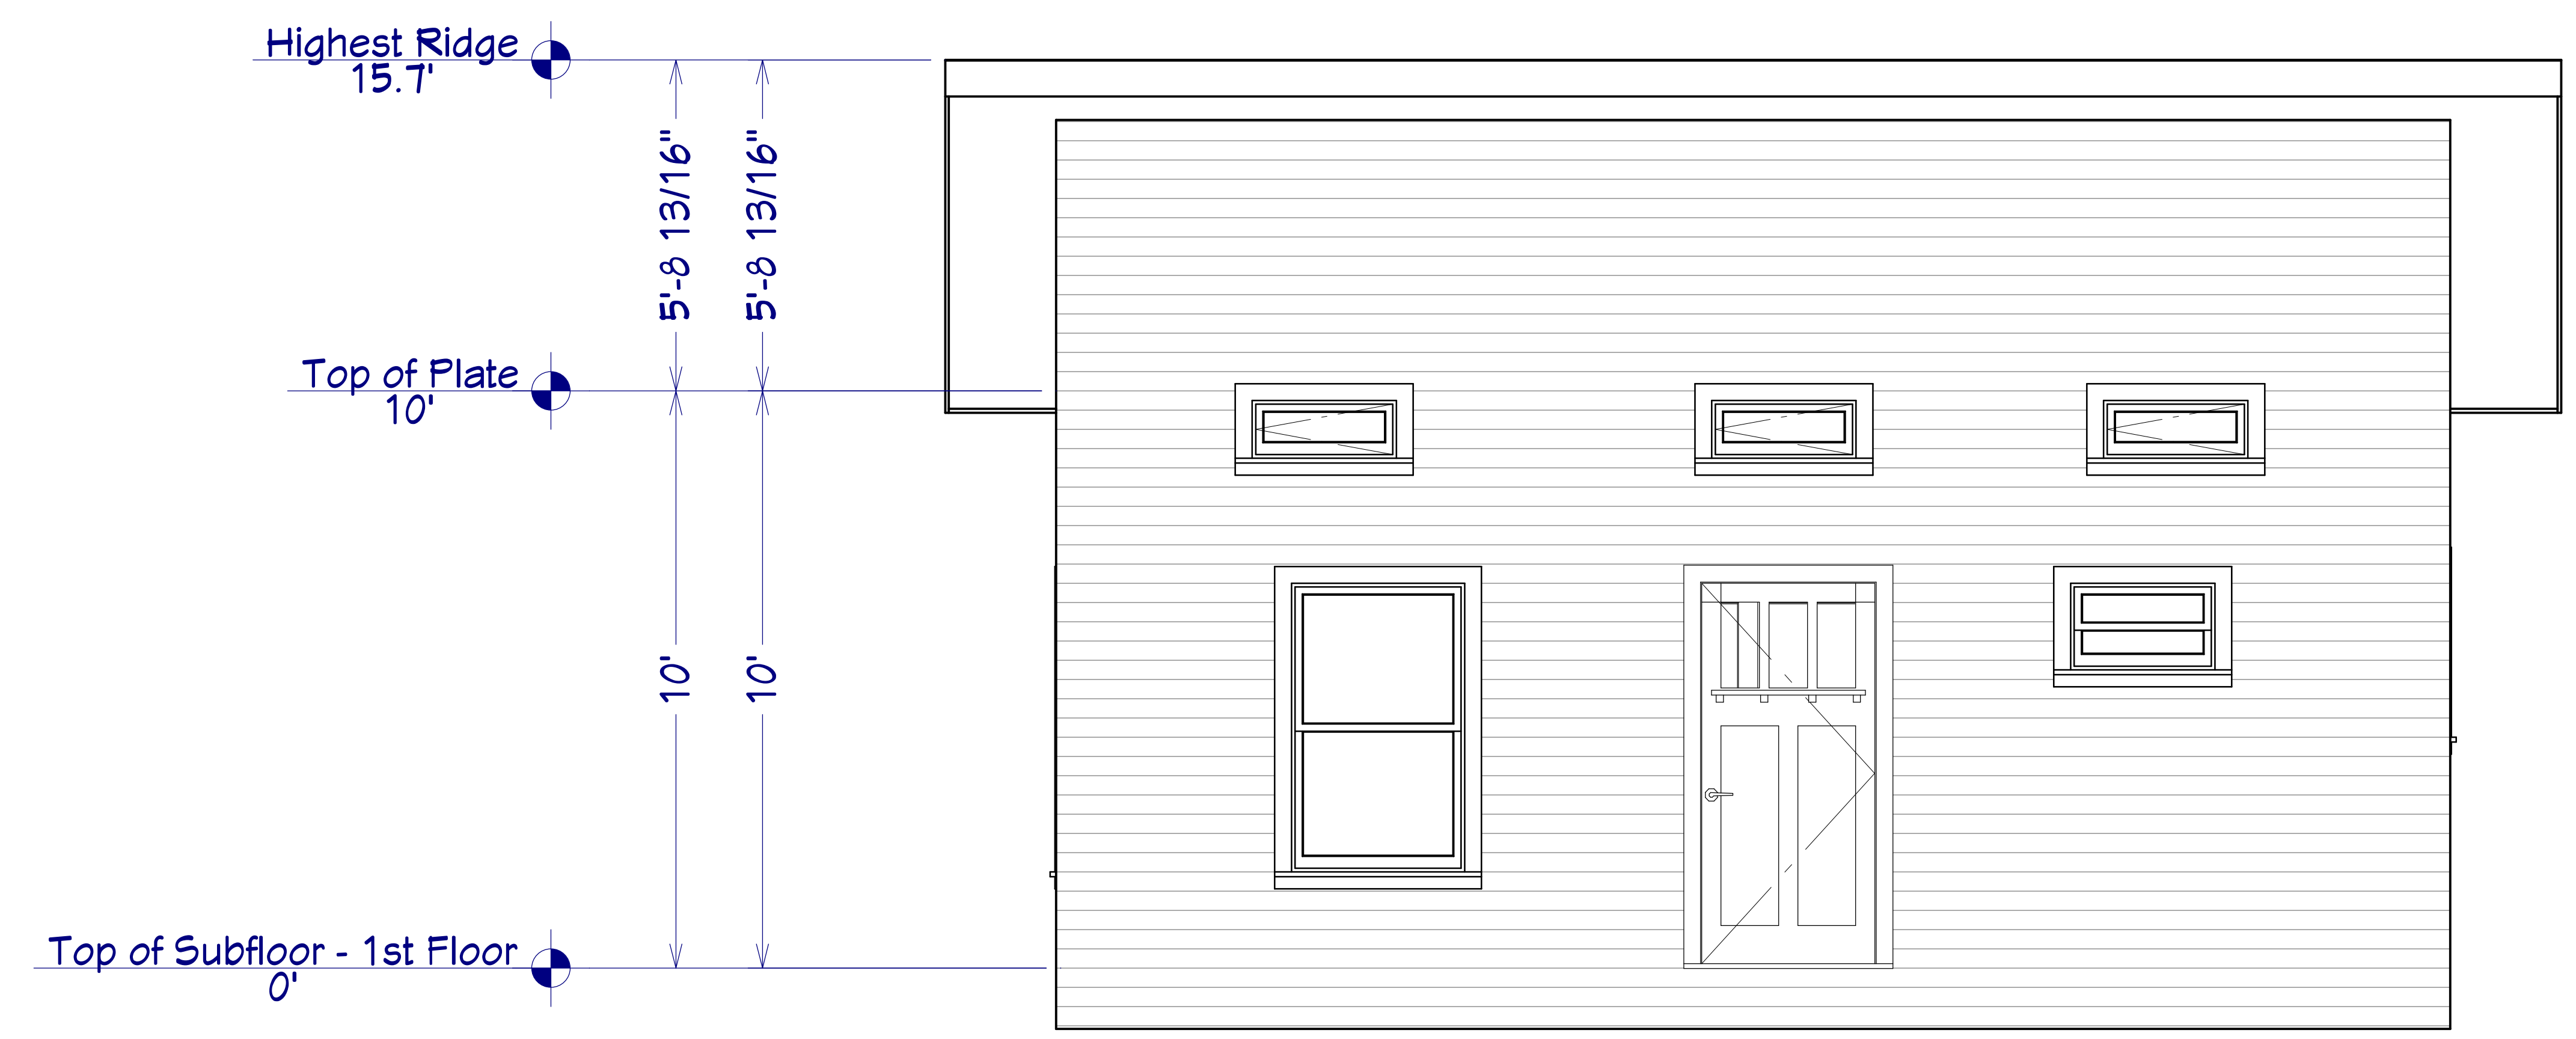 Highest Ridge
15.7'
5'-8 13/16"
5'-8 13/16"
Top of Plate
10'
10'
10'
Top of Subfloor - 1st Floor
0'